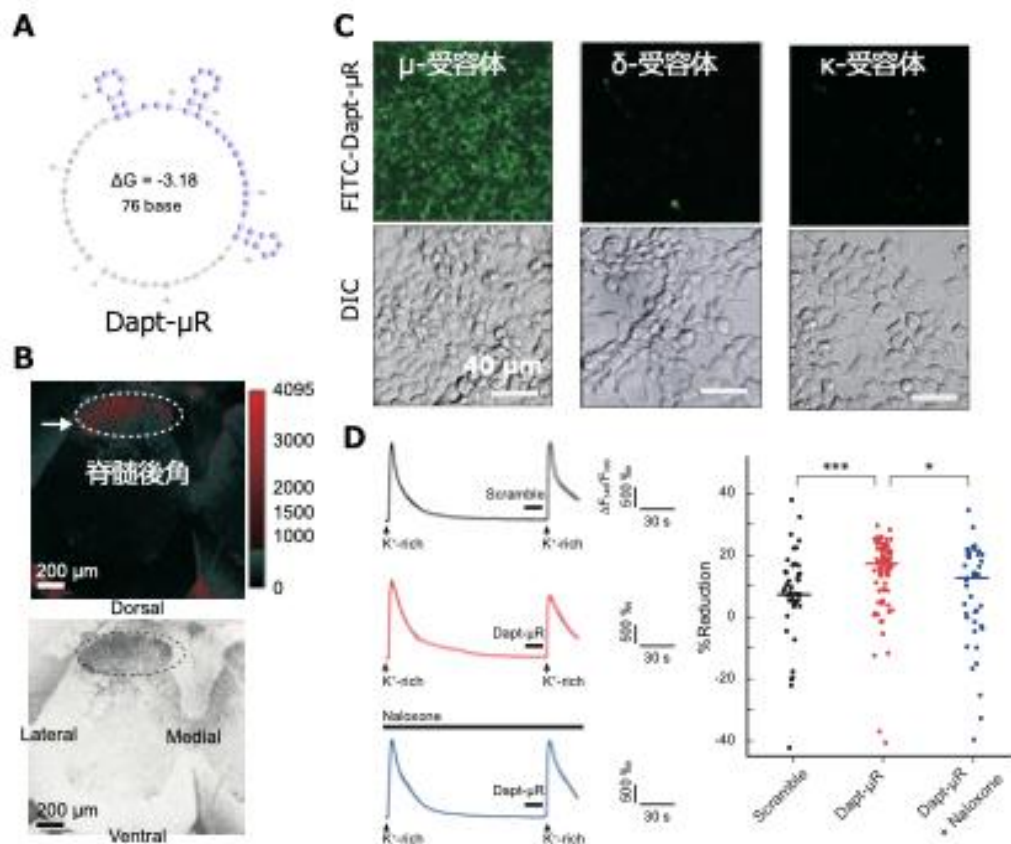 A
ΔG = -3.18
76 base
Dapt-μR
B
4095
3000
2000
1500
1000
0
脊髄後角
200 μm
Dorsal
Lateral
Medial
200 μm
Ventral
C
FITC-Dapt-μR
μ-受容体
δ-受容体
κ-受容体
DIC
40 μm
D
Scramble
K⁺-rich
K⁺-rich
500 ‰
30 s
Dapt-μR
K⁺-rich
K⁺-rich
500 ‰
30 s
Naloxone
Dapt-μR
K⁺-rich
K⁺-rich
500 ‰
30 s
%Raduction
40
20
0
-20
-40
***
*
Scramble
Dapt-μR
Dapt-μR
+ Naloxone